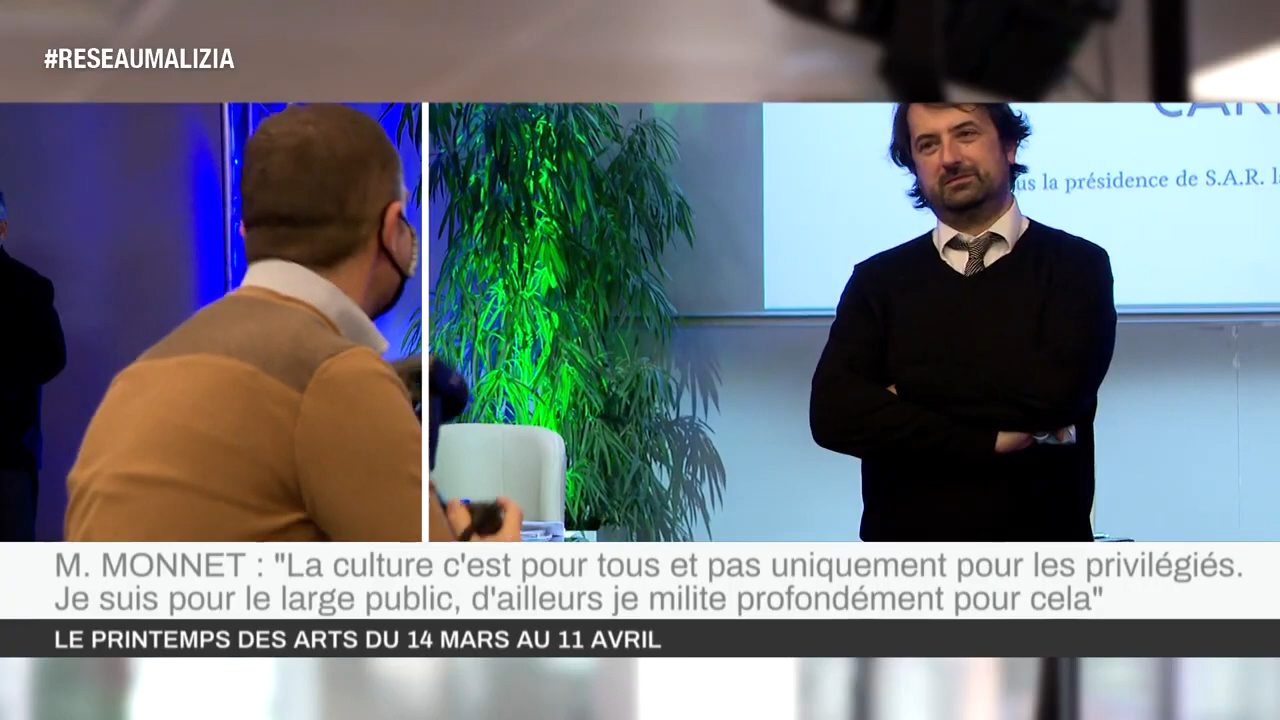 #RESEAUMALIZIA
us la présidence de S.A.R.
M. MONNET : "La culture c'est pour tous et pas uniquement pour les privilégiés.
Je suis pour le large public, d'ailleurs je milite profondément pour cela"
LE PRINTEMPS DES ARTS DU 14 MARS AU 11 AVRIL